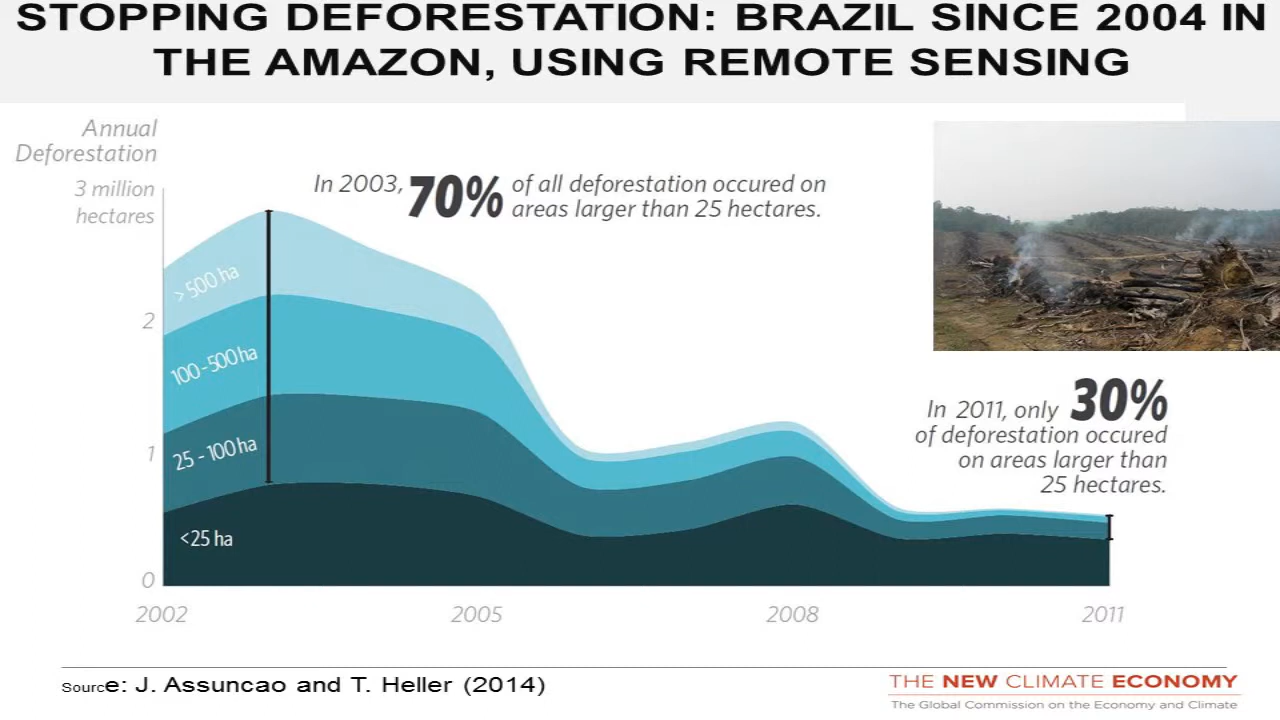 STOPPING DEFORESTATION: BRAZIL SINCE 2004 IN
THE AMAZON, USING REMOTE SENSING
Annual
Deforestation
3 million
hectares
In 2003, 70% of all deforestation occured on
areas larger than 25 hectares.
> 500 ha
2
100-500 ha
In 2011, only 30%
of deforestation occured
on areas larger than
25 hectares.
1
25 - 100 ha
<25 ha
0
2002 2005 2008 2011
Source: J. Assuncao and T. Heller (2014)
THE NEW CLIMATE ECONOMY
The Global Commission on the Economy and Climate